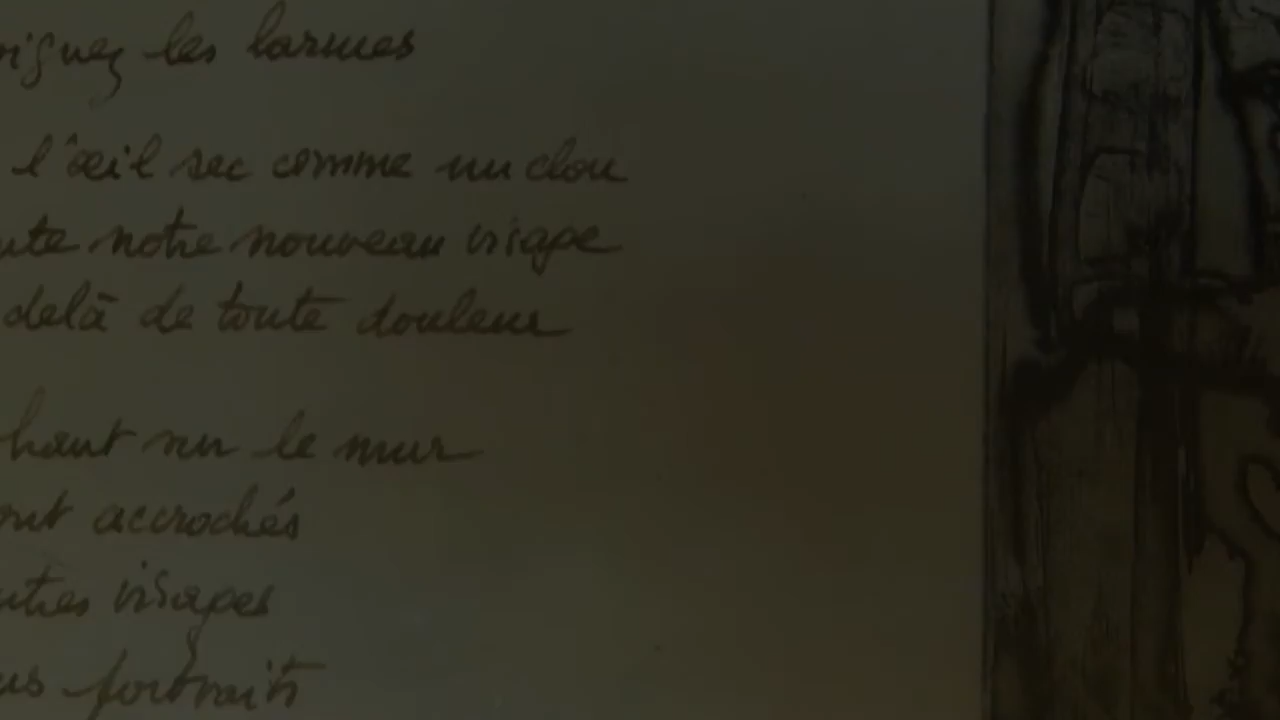 les larmes
l'œil sec comme un clou
notre nouveau visage
delà de toute douleur
haut sur le mur
accrochés
visages
portraits